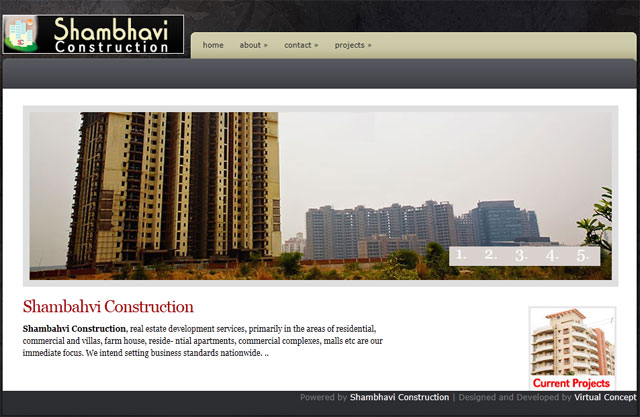 Shambhavi
Construction
SC
home about » contact » projects »
1. 2. 3. 4. 5.
Shambahvi Construction
Shambahvi Construction, real estate development services, primarily in the areas of residential,
commercial and villas, farm house, reside- ntial apartments, commercial complexes, malls etc are our
immediate focus. We intend setting business standards nationwide. ..
Current Projects
Powered by Shambhavi Construction | Designed and Developed by Virtual Concept